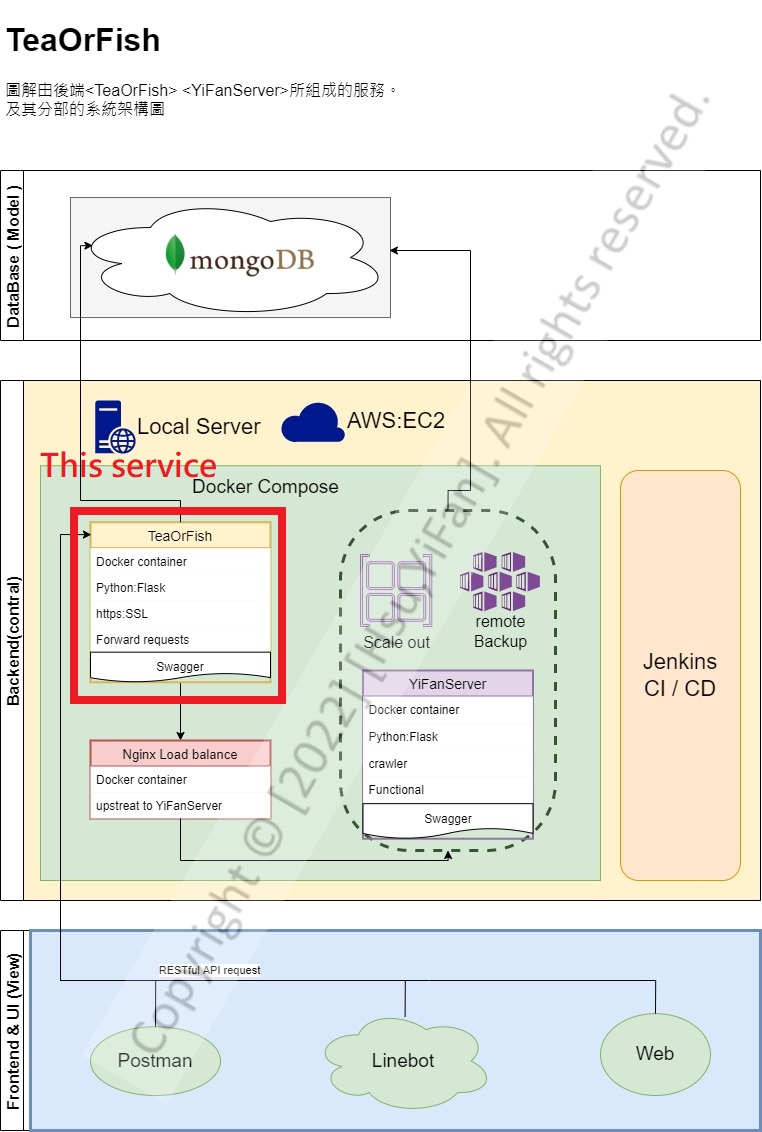 TeaOrFish
圖解由後端<TeaOrFish> <YiFanServer>所組成的服務。
及其分部的系統架構圖
DataBase ( Model )
mongoDB
Backend(contral)
Local Server
AWS:EC2
This service
Docker Compose
TeaOrFish
Docker container
Python:Flask
https:SSL
Forward requests
Swagger
Nginx Load balance
Docker container
upstreat to YiFanServer
Scale out
remote
Backup
YiFanServer
Docker container
Python:Flask
crawler
Functional
Swagger
Jenkins
CI / CD
Frontend & UI (View)
RESTful API request
Postman
Linebot
Web
Copyright © [2022] [Hsu,YiFan]. All rights reserved.